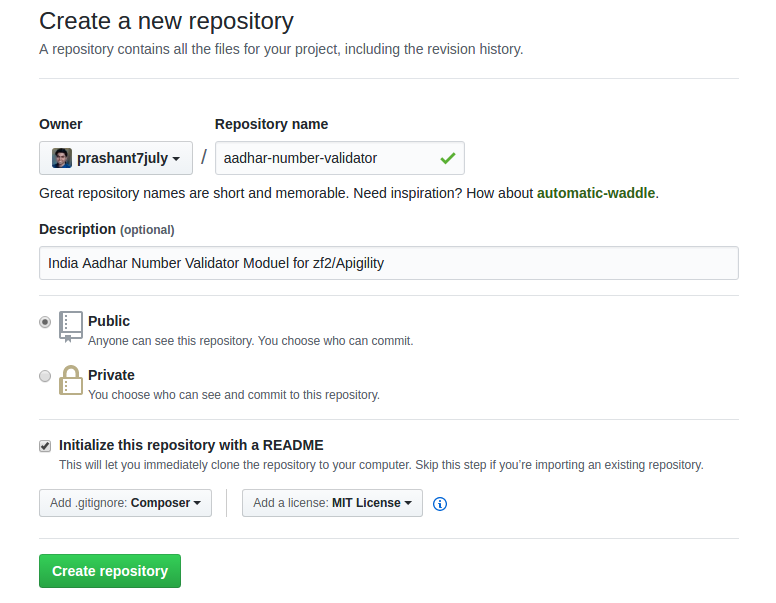 Create a new repository
A repository contains all the files for your project, including the revision history.
Owner Repository name
prashant7july / aadhar-number-validator
Great repository names are short and memorable. Need inspiration? How about automatic-waddle.
Description (optional)
India Aadhar Number Validator Moduel for zf2/Apigility
Public
Anyone can see this repository. You choose who can commit.
Private
You choose who can see and commit to this repository.
Initialize this repository with a README
This will let you immediately clone the repository to your computer. Skip this step if you’re importing an existing repository.
Add .gitignore: Composer Add a license: MIT License
Create repository